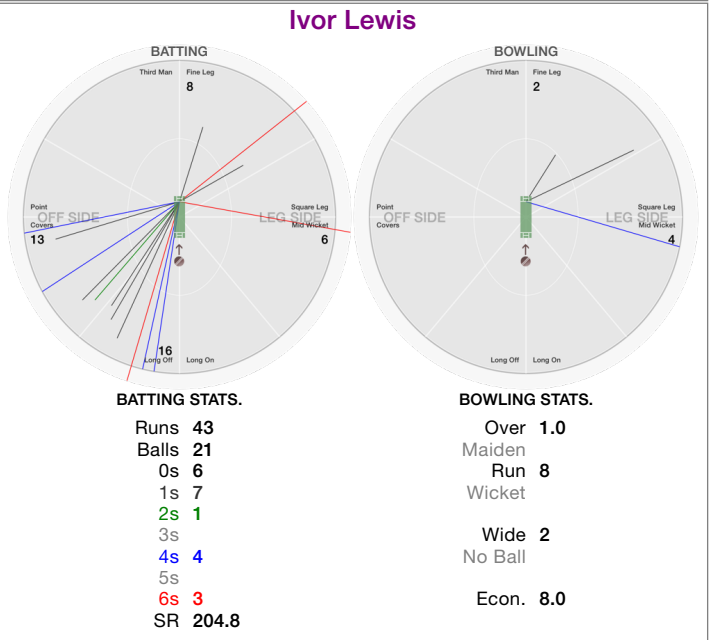 Ivor Lewis
BATTING
Third Man Fine Leg
8
Point
OFF SIDE
Covers
13
Square Leg
LEG SIDE
Mid Wicket
6
16
Long Off Long On
BOWLING
Third Man Fine Leg
2
Point
OFF SIDE
Covers
Square Leg
LEG SIDE
Mid Wicket
4
Long Off Long On
BATTING STATS.
Runs 43
Balls 21
0s 6
1s 7
2s 1
3s
4s 4
5s
6s 3
SR 204.8
BOWLING STATS.
Over 1.0
Maiden
Run 8
Wicket
Wide 2
No Ball
Econ. 8.0